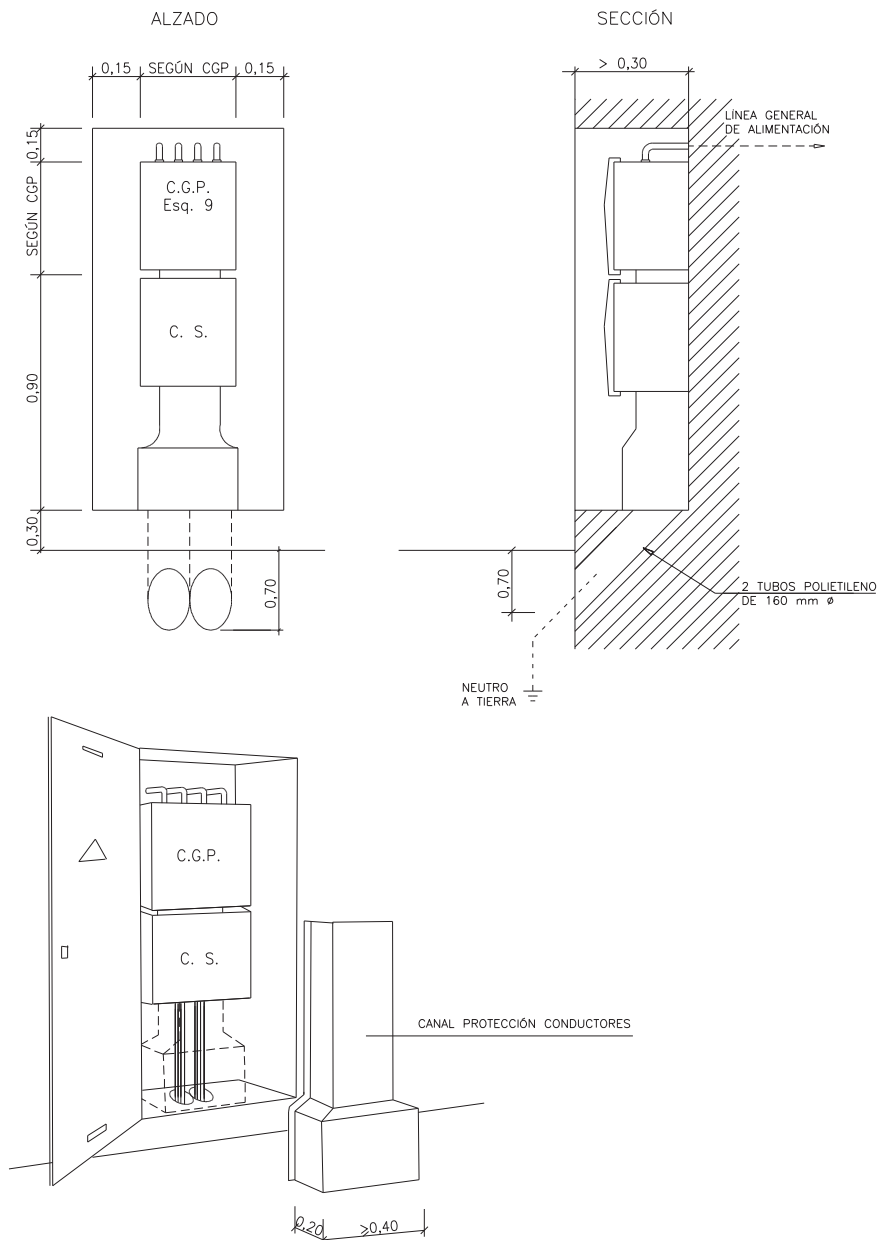 ALZADO
SECCIÓN
0,15
SEGÚN CGP
0,15
> 0,30
LÍNEA GENERAL
DE ALIMENTACIÓN
0,15
SEGÚN CGP
0,90
0,30
C.G.P.
Esq. 9
C. S.
0,70
0,70
2 TUBOS POLIETILENO
DE 160 mm ø
NEUTRO
A TIERRA
C.G.P.
C. S.
CANAL PROTECCIÓN CONDUCTORES
0,20
≥0,40